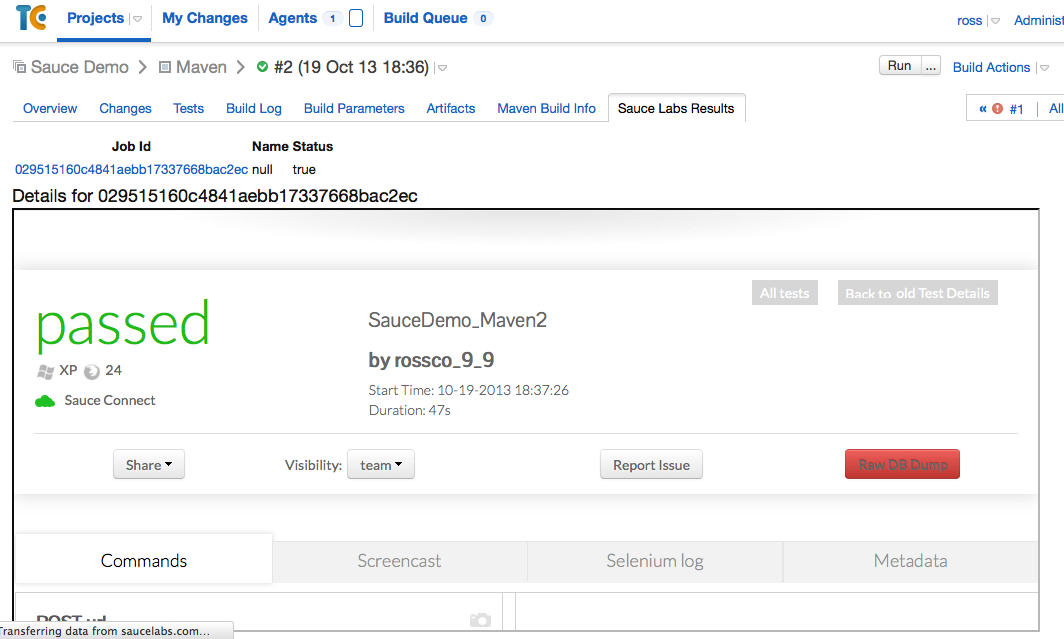 TC Projects My Changes Agents 1 Build Queue 0 ross Administ
Sauce Demo Maven #2 (19 Oct 13 18:36) Run ... Build Actions
Overview Changes Tests Build Log Build Parameters Artifacts Maven Build Info Sauce Labs Results « #1 All
Job Id Name Status
029515160c4841aebb17337668bac2ec null true
Details for 029515160c4841aebb17337668bac2ec
All tests Back to old Test Details
passed
SauceDemo_Maven2
by rossco_9_9
XP 24
Start Time: 10-19-2013 18:37:26
Sauce Connect
Duration: 47s
Share Visibility: team Report Issue Raw DB Dump
Commands Screencast Selenium log Metadata
POST url
Transferring data from saucelabs.com...